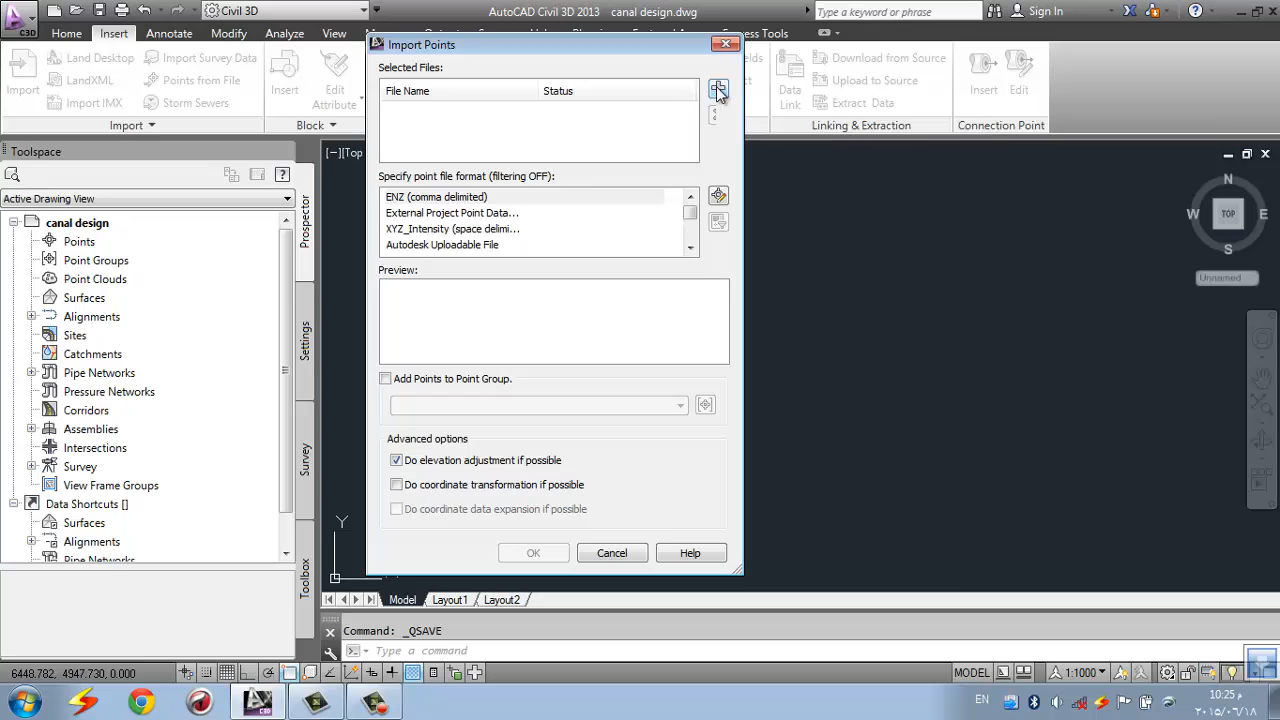 Civil 3D
AutoCAD Civil 3D 2013 canal design.dwg
Type a keyword or phrase
Sign In
C3D
Home Insert Annotate Modify Analyze View
Land Desktop
LandXML
Import IMX
Import Survey Data
Points from File
Storm Sewers
Import
Edit
Attribute
Data
Link
Download from Source
Upload to Source
Extract Data
Insert
Edit
Import
Block
Linking & Extraction
Connection Point
Import Points
Selected Files:
File Name
Status
Specify point file format (filtering OFF):
ENZ (comma delimited)
External Project Point Data...
XYZ_Intensity (space delimi...
Autodesk Uploadable File
Preview:
Add Points to Point Group.
Advanced options
Do elevation adjustment if possible
Do coordinate transformation if possible
Do coordinate data expansion if possible
OK
Cancel
Help
Toolspace
Active Drawing View
canal design
Points
Point Groups
Point Clouds
Surfaces
Alignments
Sites
Catchments
Pipe Networks
Pressure Networks
Corridors
Assemblies
Intersections
Survey
View Frame Groups
Data Shortcuts []
Surfaces
Alignments
Pipe Networks
Prospector
Settings
Survey
Toolbox
[−][Top
N
W
TOP
E
S
Unnamed
Y
Model
Layout1
Layout2
Command: _QSAVE
Type a command
6448.782, 4947.730, 0.000
MODEL
1:1000
EN
10:25 م
٢٠١٥/٠٦/١٨